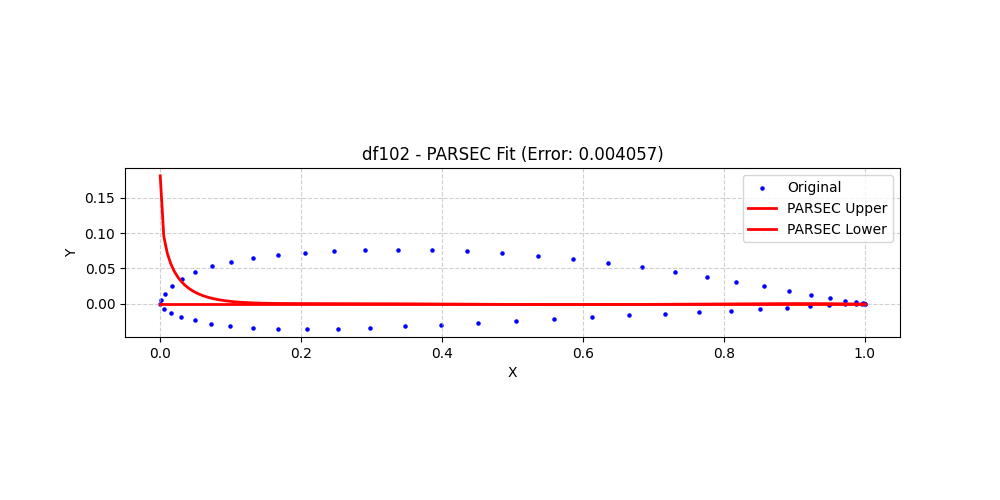 df102 - PARSEC Fit (Error: 0.004057)
Original
PARSEC Upper
PARSEC Lower
Y
0.15
0.10
0.05
0.00
0.0 0.2 0.4 0.6 0.8 1.0
X